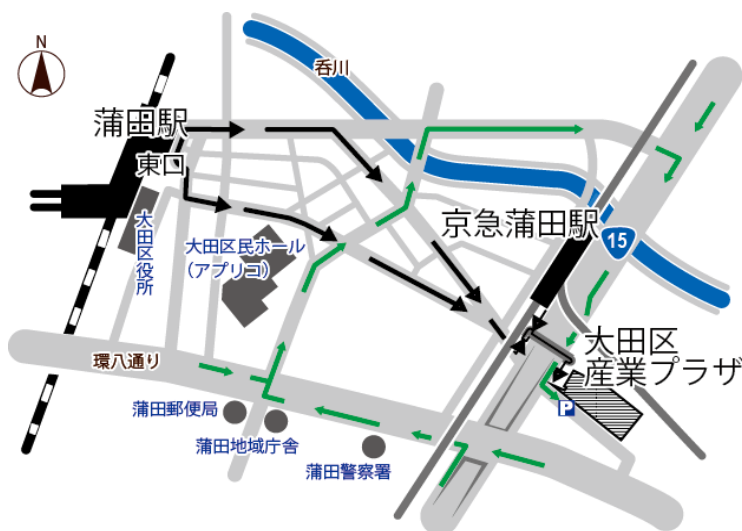 N
呑川
蒲田駅
東口
京急蒲田駅
15
大田区役所
大田区民ホール
（アプリコ）
大田区
産業プラザ
環八通り
P
蒲田郵便局
蒲田地域庁舎
蒲田警察署